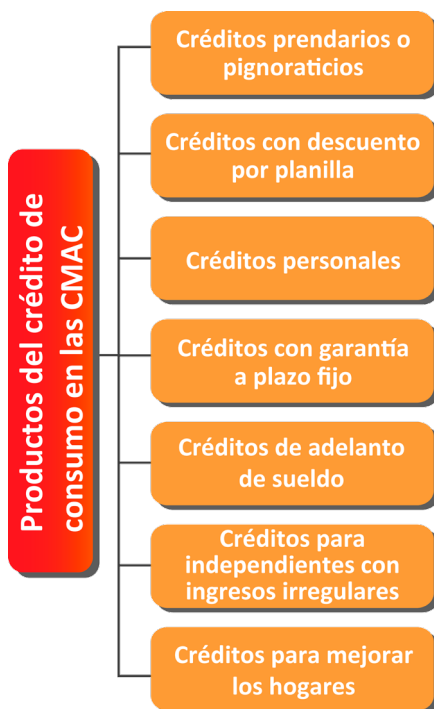 Productos del crédito de
consumo en las CMAC
Créditos prendarios o
pignoraticios
Créditos con descuento
por planilla
Créditos personales
Créditos con garantía
a plazo fijo
Créditos de adelanto
de sueldo
Créditos para
independientes con
ingresos irregulares
Créditos para mejorar
los hogares